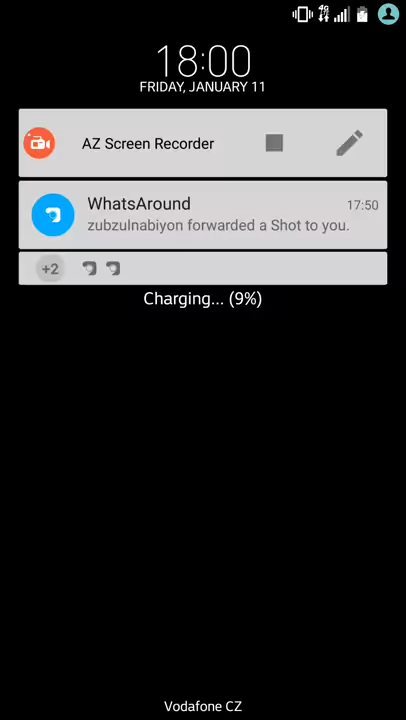 4G
18:00
FRIDAY, JANUARY 11
AZ Screen Recorder
WhatsAround 17:50
zubzulnabiyon forwarded a Shot to you.
+2
Charging... (9%)
Vodafone CZ